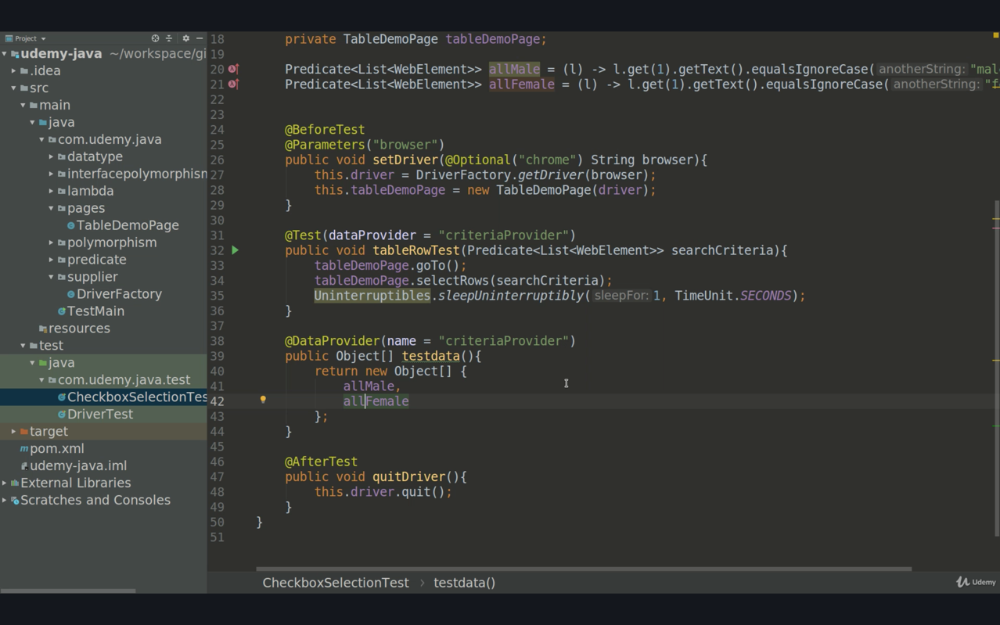 Project
udemy-java ~/workspace/gi
.idea
src
main
java
com.udemy.java
datatype
interfacepolymorphism
lambda
pages
TableDemoPage
polymorphism
predicate
supplier
DriverFactory
TestMain
resources
test
java
com.udemy.java.test
CheckboxSelectionTes
DriverTest
target
pom.xml
udemy-java.iml
External Libraries
Scratches and Consoles
18 private TableDemoPage tableDemoPage;
19
20 Predicate<List<WebElement>> allMale = (l) -> l.get(1).getText().equalsIgnoreCase( anotherString: "mal
21 Predicate<List<WebElement>> allFemale = (l) -> l.get(1).getText().equalsIgnoreCase( anotherString: "f
22
23
24 @BeforeTest
25 @Parameters("browser")
26 public void setDriver(@Optional("chrome") String browser){
27 this.driver = DriverFactory.getDriver(browser);
28 this.tableDemoPage = new TableDemoPage(driver);
29 }
30
31 @Test(dataProvider = "criteriaProvider")
32 public void tableRowTest(Predicate<List<WebElement>> searchCriteria){
33 tableDemoPage.goTo();
34 tableDemoPage.selectRows(searchCriteria);
35 Uninterruptibles.sleepUninterruptibly( sleepFor: 1, TimeUnit.SECONDS);
36 }
37
38 @DataProvider(name = "criteriaProvider")
39 public Object[] testdata(){
40 return new Object[] {
41 allMale,
42 allFemale
43 };
44 }
45
46 @AfterTest
47 public void quitDriver(){
48 this.driver.quit();
49 }
50 }
51
CheckboxSelectionTest > testdata()
Udemy